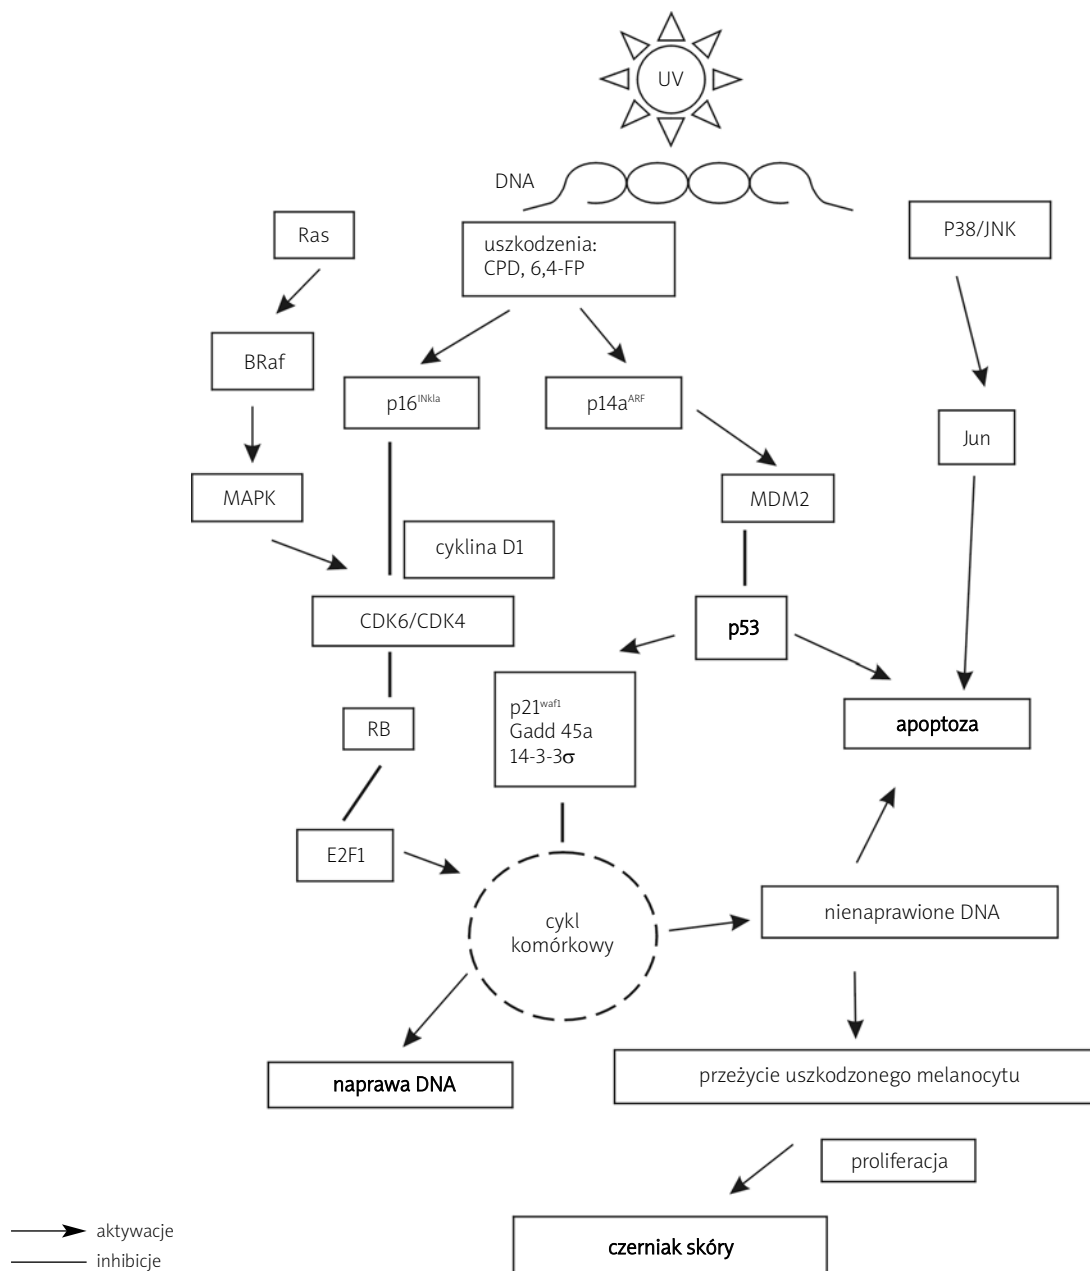 UV
DNA
Ras
uszkodzenia:
CPD, 6,4-FP
P38/JNK
BRaf
p16INkla
p14aARF
Jun
MAPK
MDM2
cyklina D1
CDK6/CDK4
p53
p21waf1
Gadd 45a
14-3-3σ
RB
apoptoza
E2F1
cykl
komórkowy
nienaprawione DNA
naprawa DNA
przeżycie uszkodzonego melanocytu
proliferacja
czerniak skóry
aktywacje
inhibicje